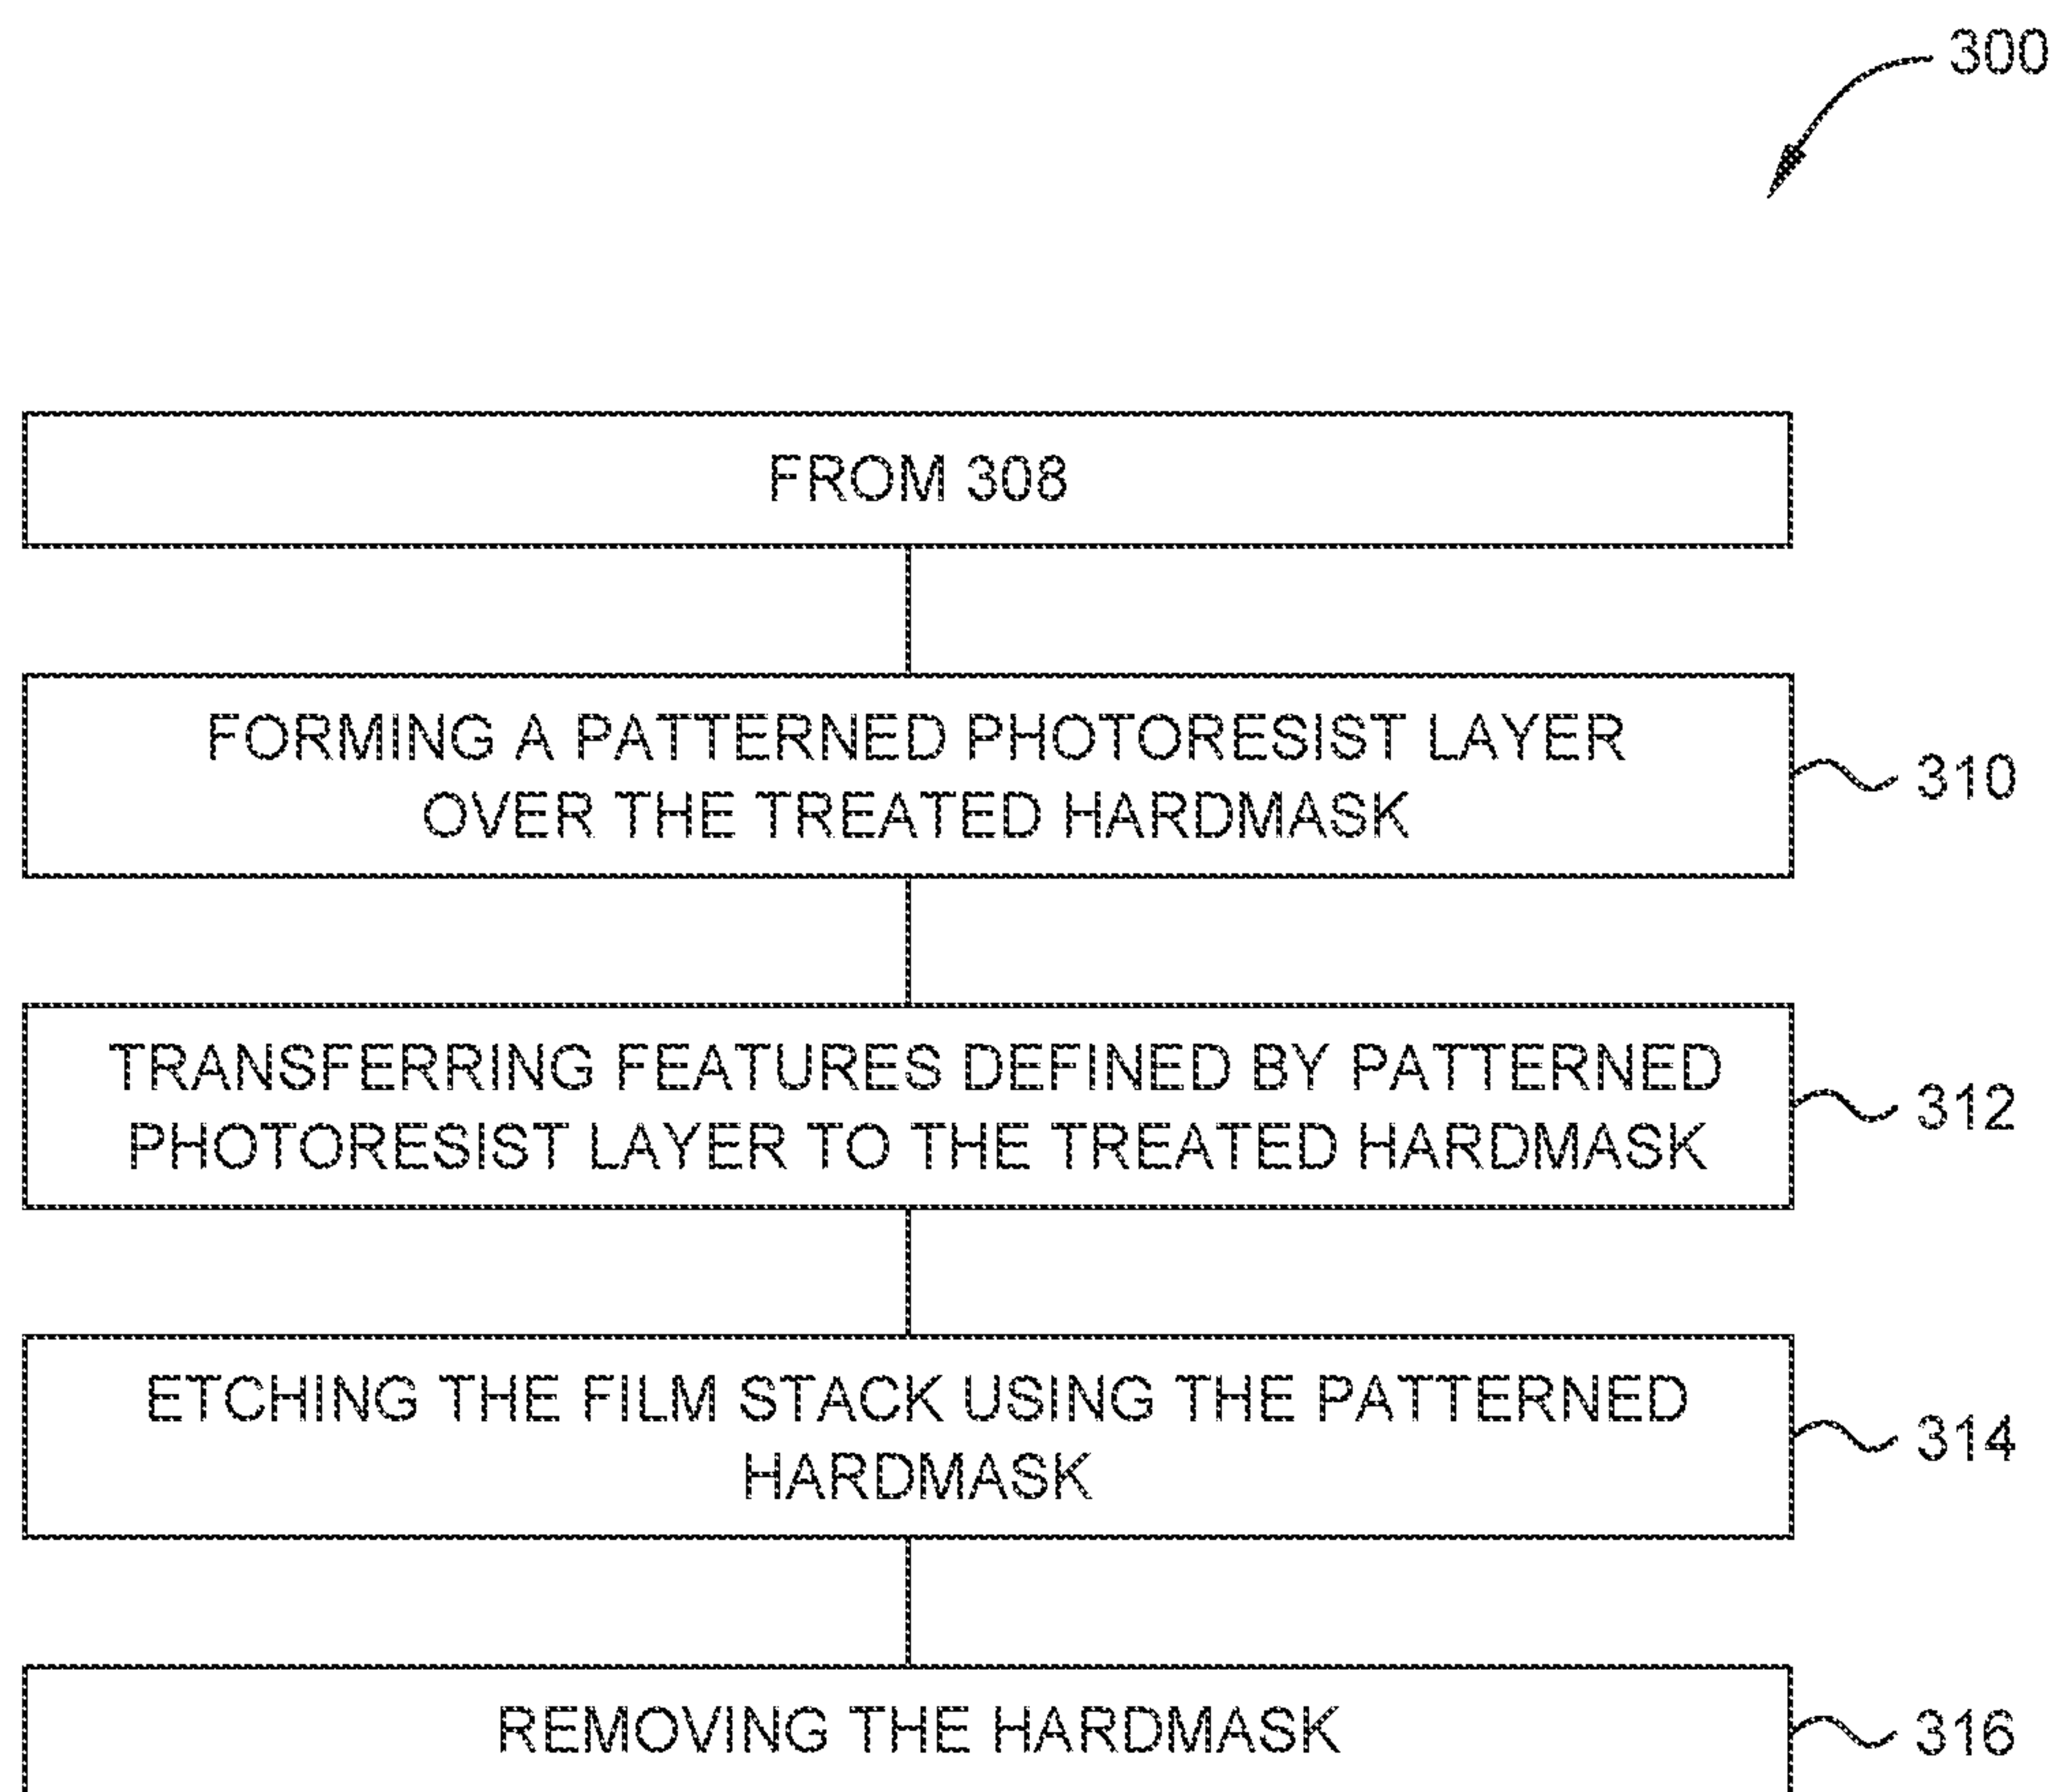 300
FROM 308
FORMING A PATTERNED PHOTORESIST LAYER
OVER THE TREATED HARDMASK
310
TRANSFERRING FEATURES DEFINED BY PATTERNED
PHOTORESIST LAYER TO THE TREATED HARDMASK
312
ETCHING THE FILM STACK USING THE PATTERNED
HARDMASK
314
REMOVING THE HARDMASK
316